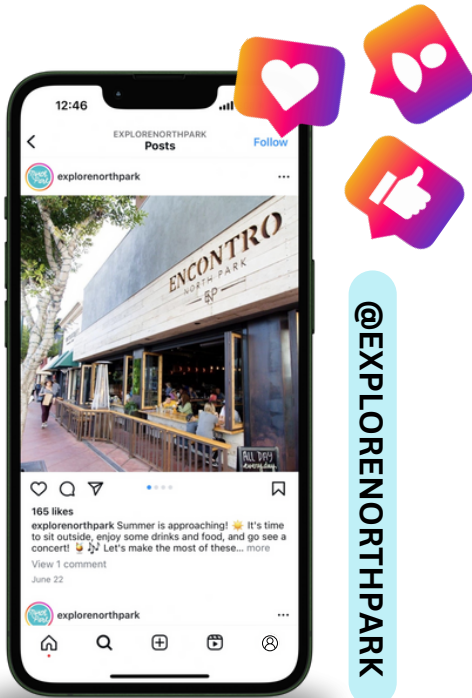 12:46
EXPLORENORTHPARK
Posts
Follow
explorenorthpark
ENCONTRO
NORTH PARK
ALL DAY
165 likes
explorenorthpark Summer is approaching! ☀️ It's time
to sit outside, enjoy some drinks and food, and go see a
concert! 🍹 🎶 Let's make the most of these... more
View 1 comment
June 22
explorenorthpark
@EXPLORENORTHPARK